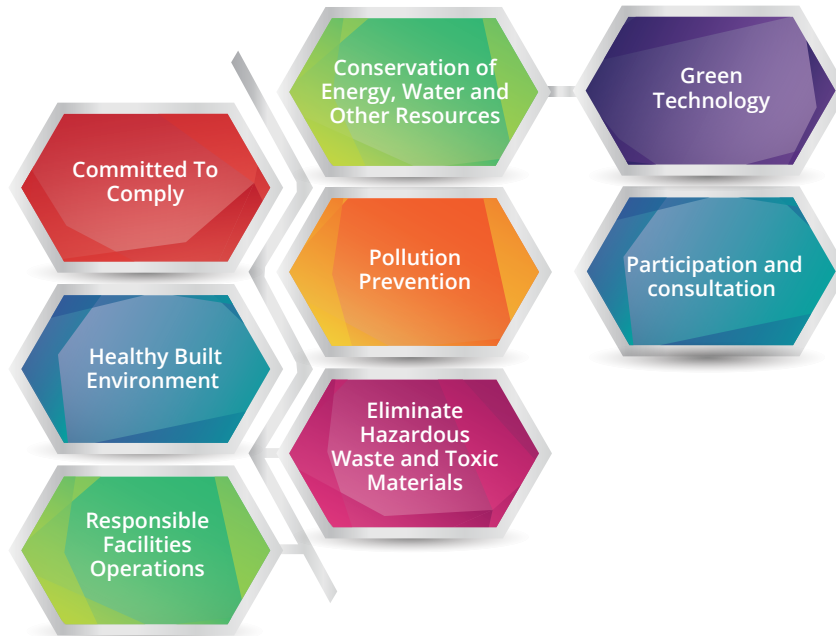 Conservation of
Energy, Water and
Other Resources
Green
Technology
Committed To
Comply
Pollution
Prevention
Participation and
consultation
Healthy Built
Environment
Eliminate
Hazardous
Waste and Toxic
Materials
Responsible
Facilities
Operations